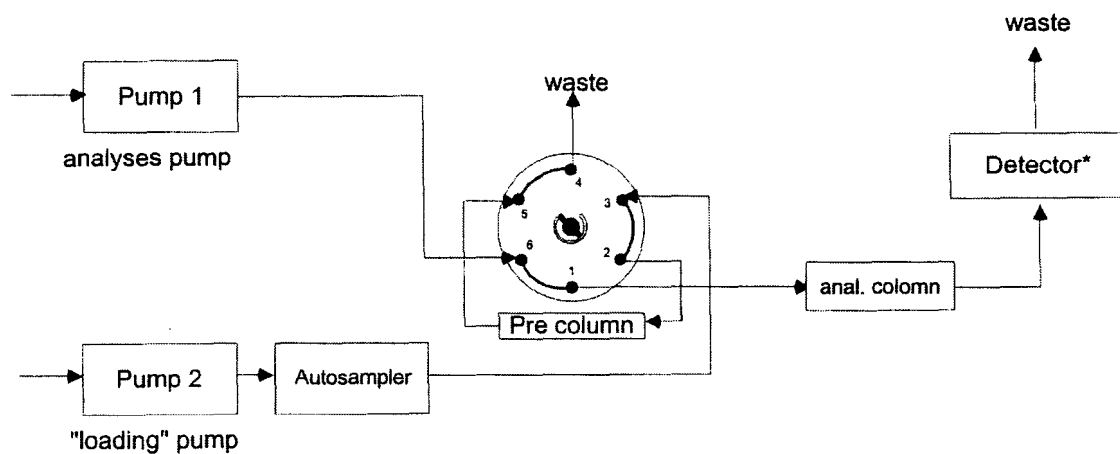 waste
waste
Pump 1
analyses pump
Detector*
4
5
3
6
2
1
anal. colomn
Pre column
Pump 2
Autosampler
"loading" pump